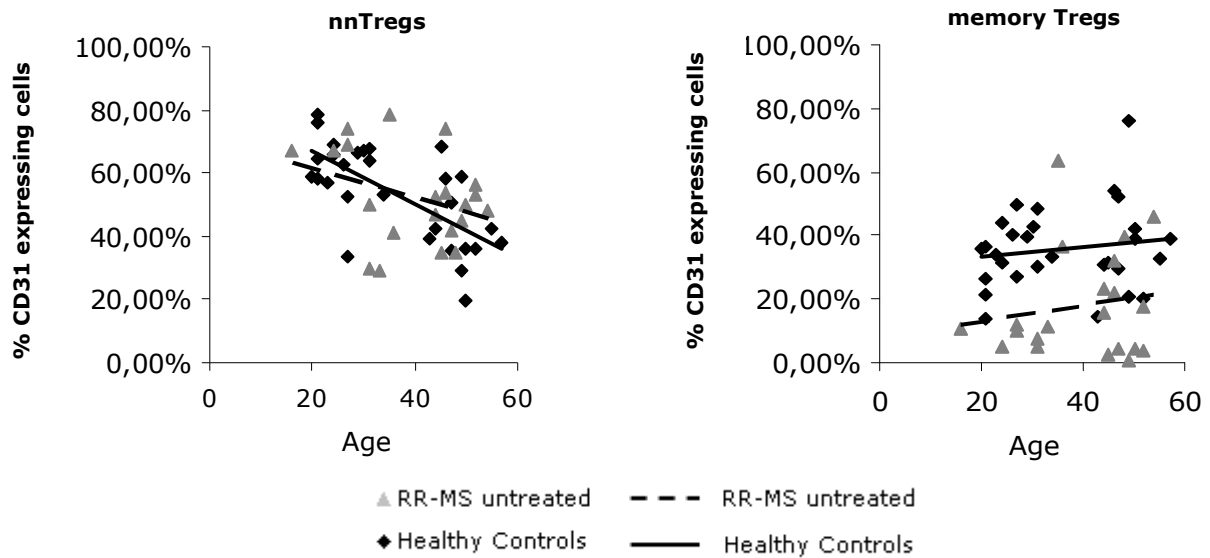 nnTregs
% CD31 expressing cells
100,00%
80,00%
60,00%
40,00%
20,00%
0,00%
0 20 40 60
Age
memory Tregs
% CD31 expressing cells
100,00%
80,00%
60,00%
40,00%
20,00%
0,00%
0 20 40 60
Age
RR-MS untreated RR-MS untreated
Healthy Controls Healthy Controls